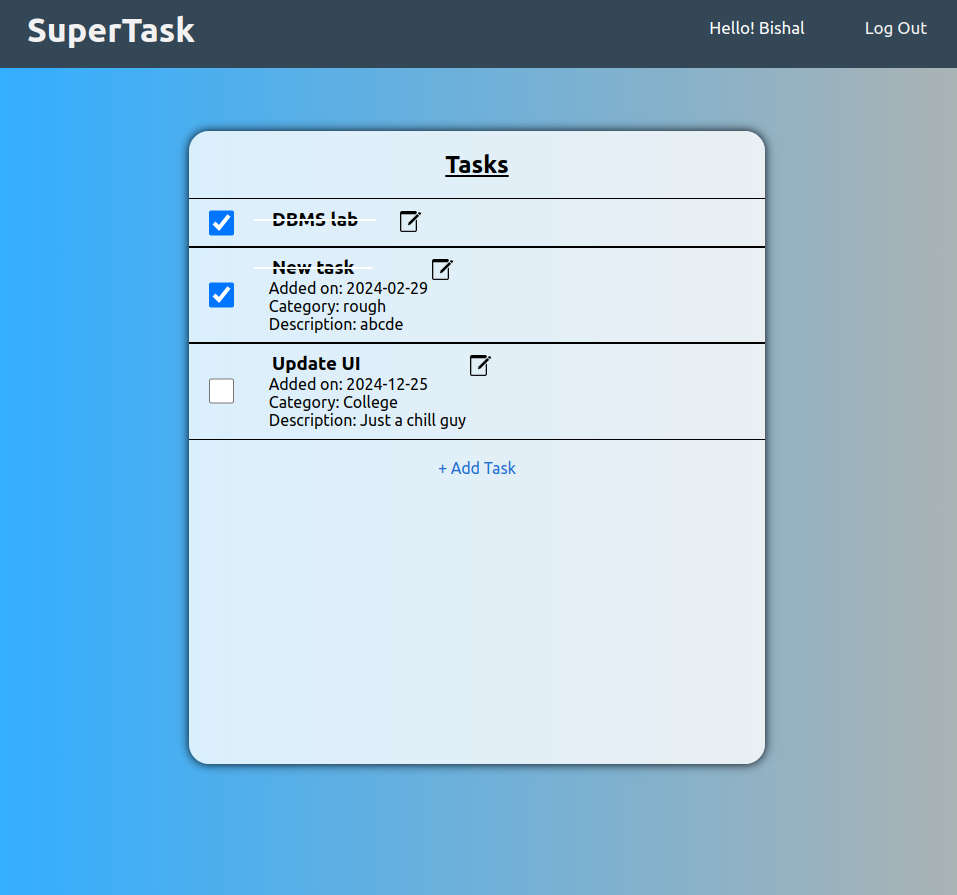 SuperTask
Hello! Bishal
Log Out
Tasks
DBMS lab
New task
Added on: 2024-02-29
Category: rough
Description: abcde
Update UI
Added on: 2024-12-25
Category: College
Description: Just a chill guy
+ Add Task